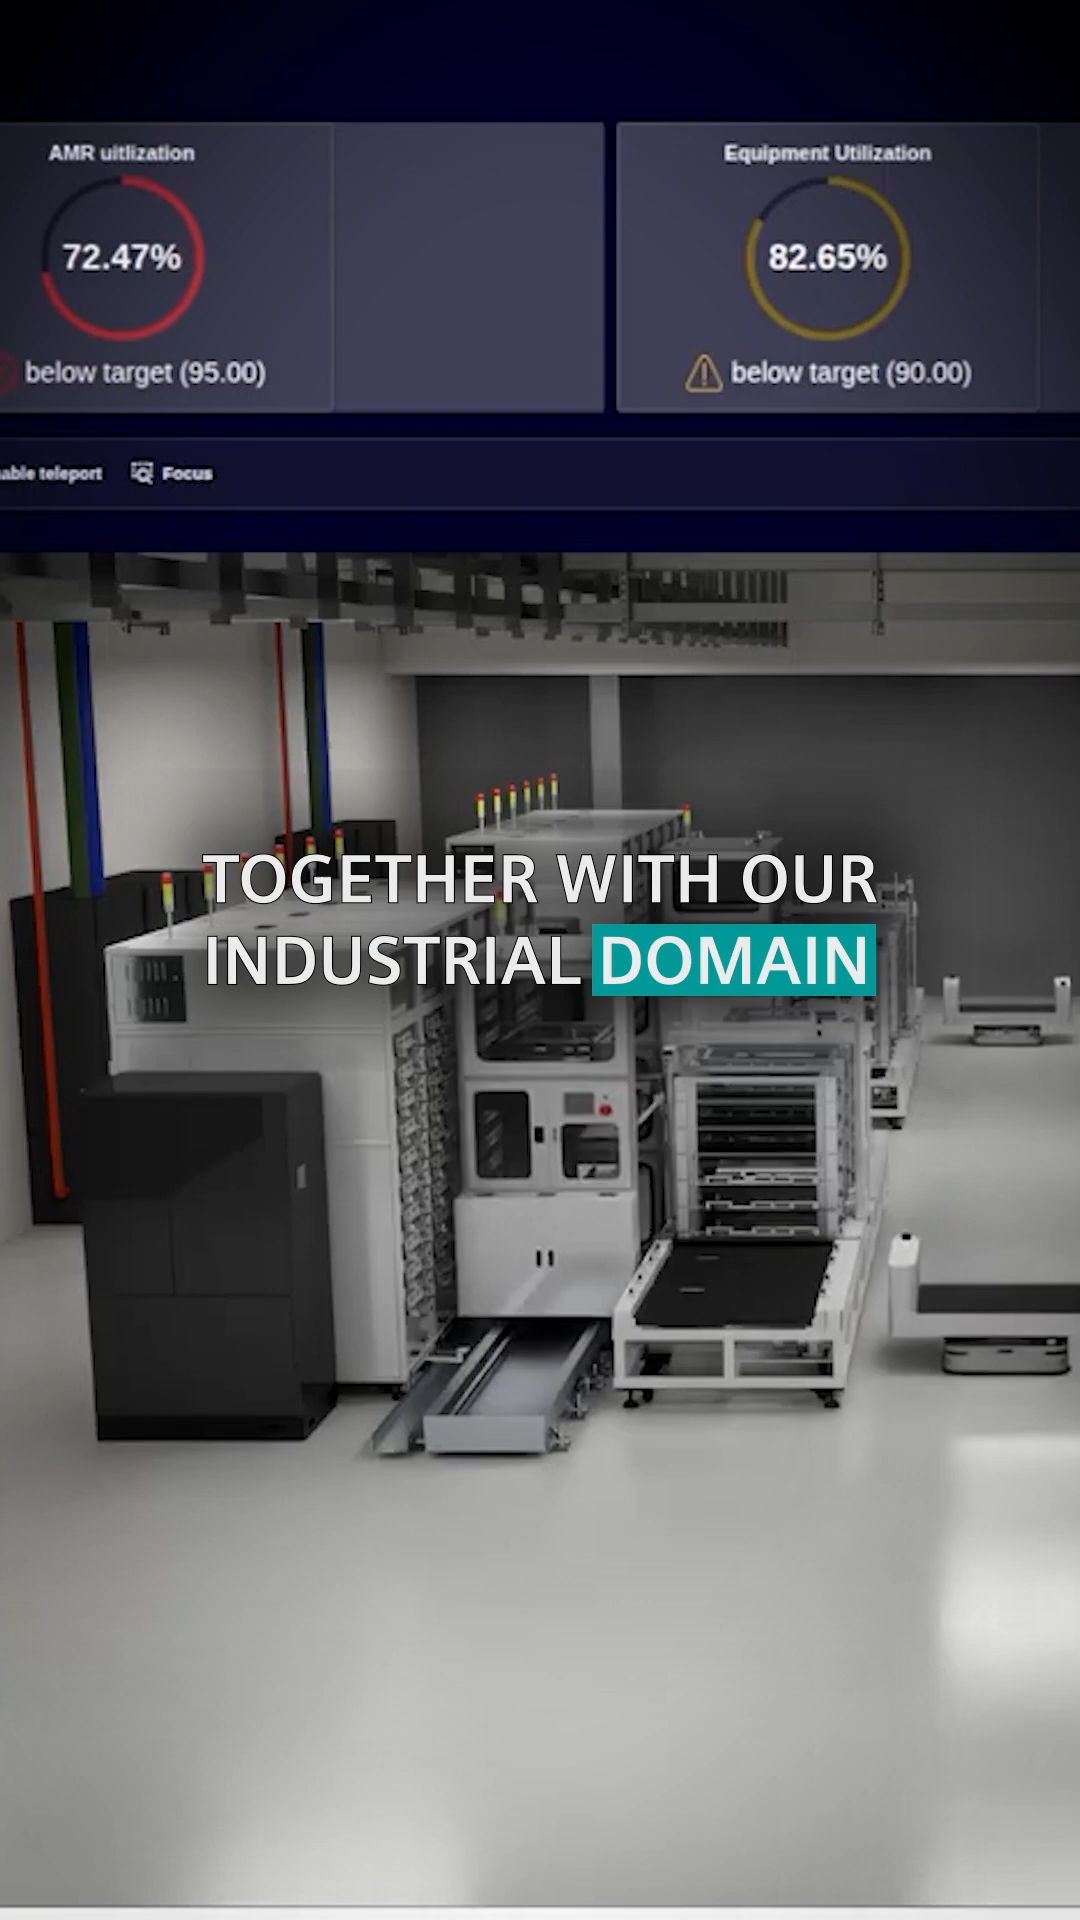 AMR uitlization
Equipment Utilization
72.47%
82.65%
below target (95.00)
below target (90.00)
able teleport
Focus
TOGETHER WITH OUR
INDUSTRIAL DOMAIN